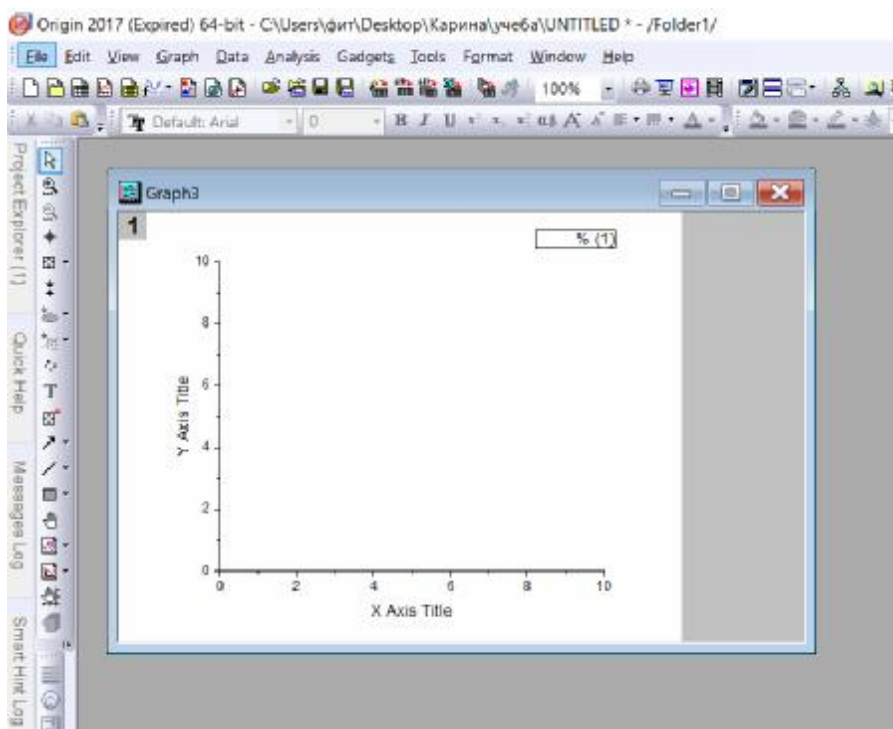 Origin 2017 (Expired) 64-bit - C:\Users\фит\Desktop\Карина\учеба\UNTITLED * - /Folder1/
File Edit View Graph Data Analysis Gadgets Tools Format Window Help
100%
Default: Arial 0 B I U
Project Explorer (1)
Quick Help
Messages Log
Smart Hint Log
Graph3
1
% (1)
10
8
6
4
2
0
Y Axis Title
0 2 4 6 8 10
X Axis Title